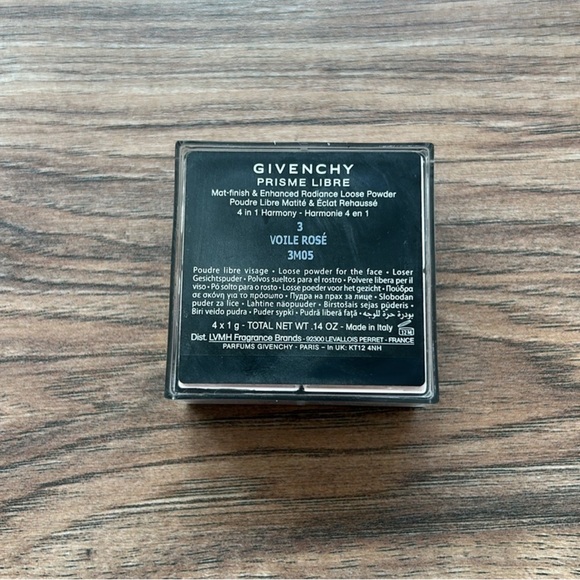 GIVENCHY
PRISME LIBRE
Mat-finish & Enhanced Radiance Loose Powder
Poudre Libre Matité & Éclat Rehaussé
4 in 1 Harmony - Harmonie 4 en 1
3
VOILE ROSÉ
3M05
Poudre libre visage • Loose powder for the face • Loser
Gesichtspuder • Polvos sueltos para el rostro • Polvere libera per il
viso • Pó solto para o rosto • Losse poeder voor het gezicht • Πούδρα
σε σκόνη για το πρόσωπο • Пудра на прах за лице • Slobodan
puder za lice • Lahtine näopuuder • Birstošais sejas pūderis •
Biri veido pudra • Puder sypki • Pudră liberă față • بودرة حرّة للوجه
4 x 1 g - TOTAL NET WT .14 OZ - Made in Italy 12M
Dist. LVMH Fragrance Brands - 92300 LEVALLOIS PERRET - FRANCE
PARFUMS GIVENCHY - PARIS - In UK: KT12 4NH